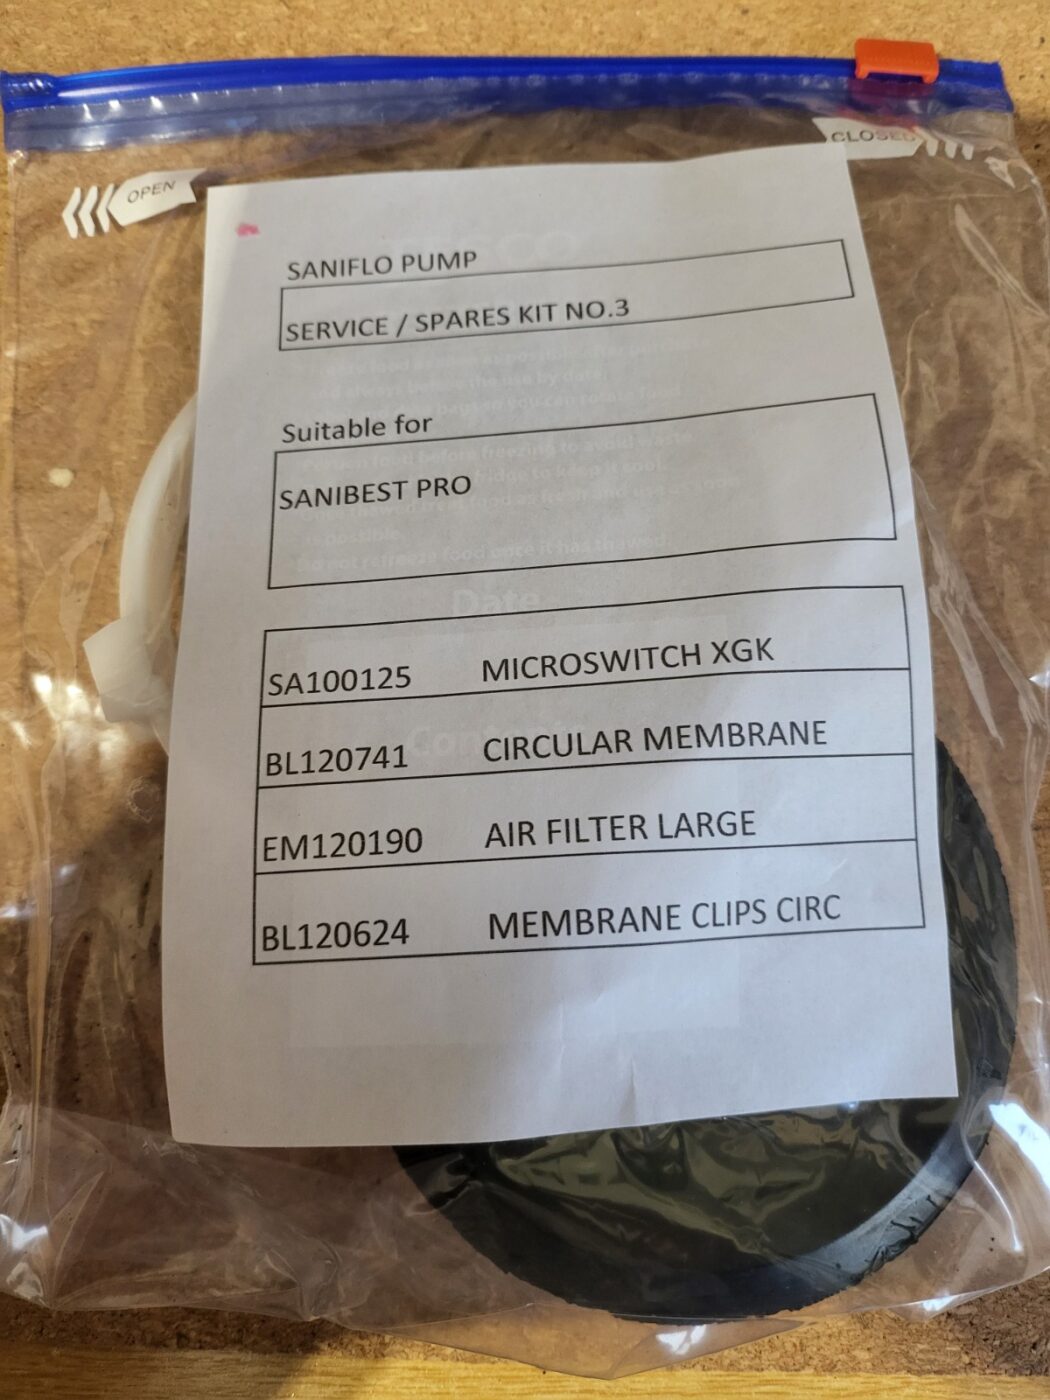 CLOSED
OPEN
SANIFLO PUMP
SERVICE / SPARES KIT NO.3
Suitable for
SANIBEST PRO
SA100125 MICROSWITCH XGK
BL120741 CIRCULAR MEMBRANE
EM120190 AIR FILTER LARGE
BL120624 MEMBRANE CLIPS CIRC
Date